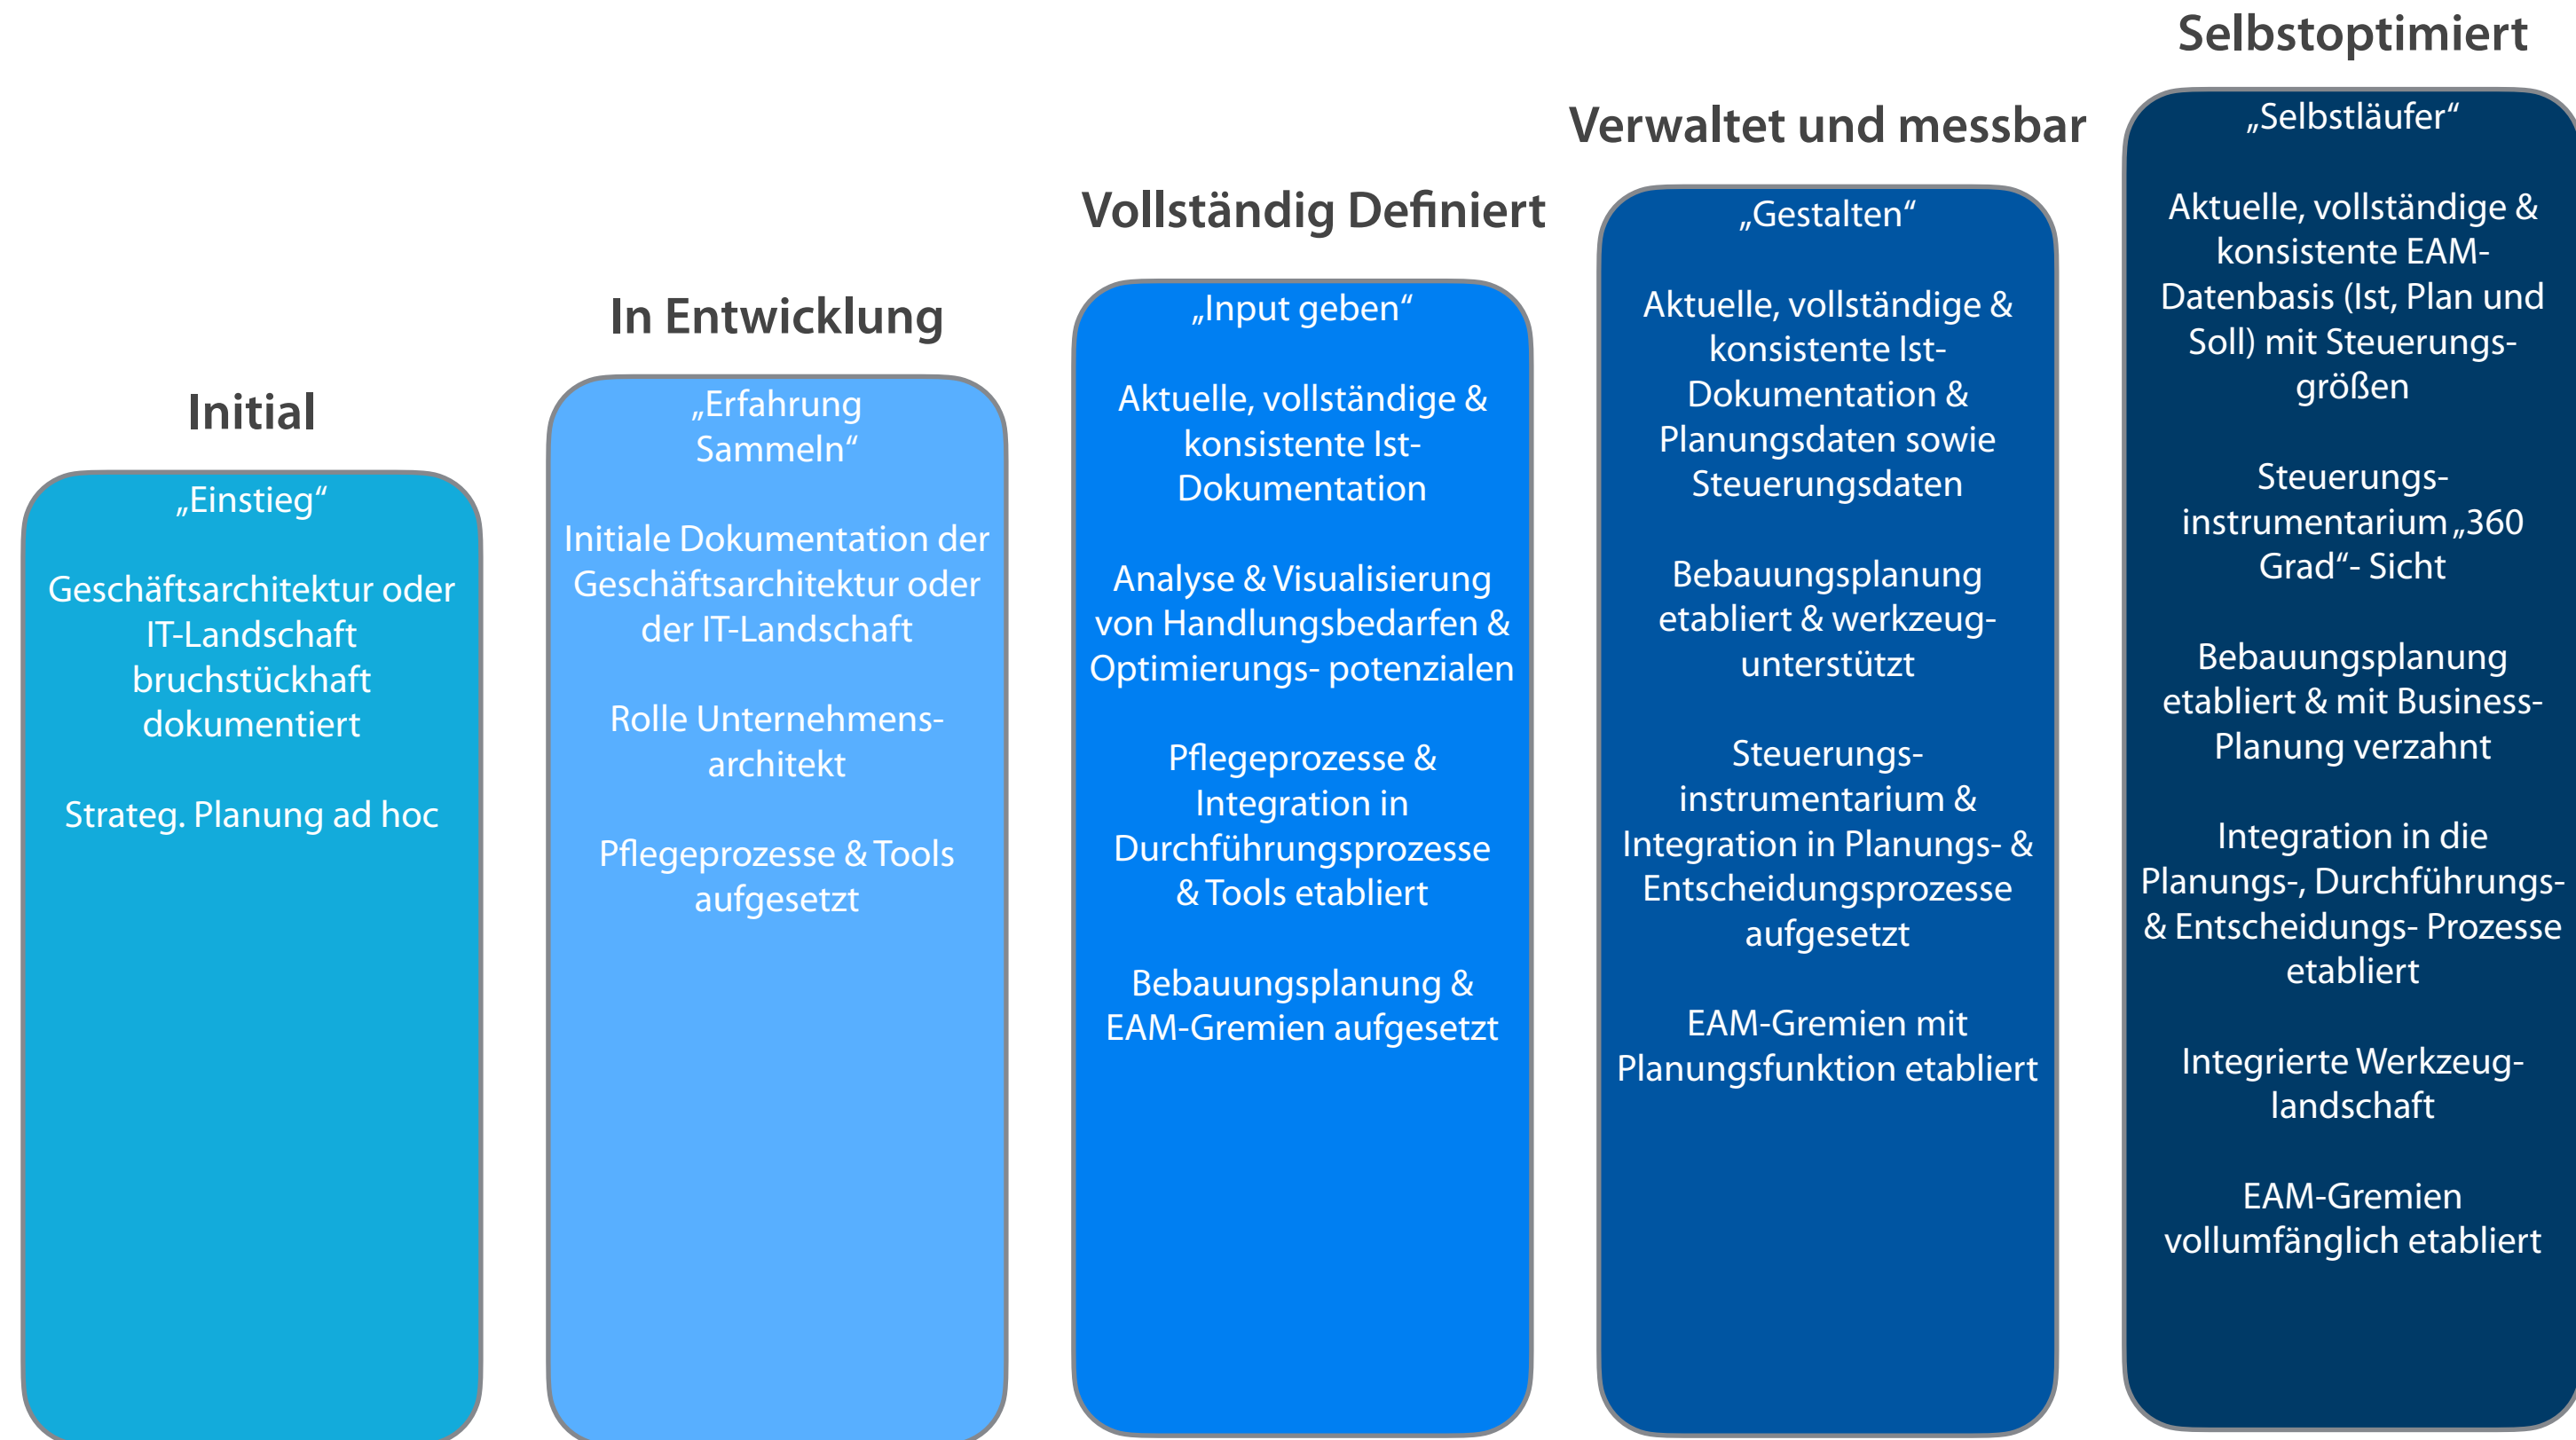 Initial
„Einstieg“
Geschäftsarchitektur oder
IT-Landschaft
bruchstückhaft
dokumentiert
Strateg. Planung ad hoc
In Entwicklung
„Erfahrung
Sammeln“
Initiale Dokumentation der
Geschäftsarchitektur oder
der IT-Landschaft
Rolle Unternehmens-
architekt
Pflegeprozesse & Tools
aufgesetzt
Vollständig Definiert
„Input geben“
Aktuelle, vollständige &
konsistente Ist-
Dokumentation
Analyse & Visualisierung
von Handlungsbedarfen &
Optimierungs- potenzialen
Pflegeprozesse &
Integration in
Durchführungsprozesse
& Tools etabliert
Bebauungsplanung &
EAM-Gremien aufgesetzt
Verwaltet und messbar
„Gestalten“
Aktuelle, vollständige &
konsistente Ist-
Dokumentation &
Planungsdaten sowie
Steuerungsdaten
Bebauungsplanung
etabliert & werkzeug-
unterstützt
Steuerungs-
instrumentarium &
Integration in Planungs- &
Entscheidungsprozesse
aufgesetzt
EAM-Gremien mit
Planungsfunktion etabliert
Selbstoptimiert
„Selbstläufer“
Aktuelle, vollständige &
konsistente EAM-
Datenbasis (Ist, Plan und
Soll) mit Steuerungs-
größen
Steuerungs-
instrumentarium „360
Grad“- Sicht
Bebauungsplanung
etabliert & mit Business-
Planung verzahnt
Integration in die
Planungs-, Durchführungs-
& Entscheidungs- Prozesse
etabliert
Integrierte Werkzeug-
landschaft
EAM-Gremien
vollumfänglich etabliert